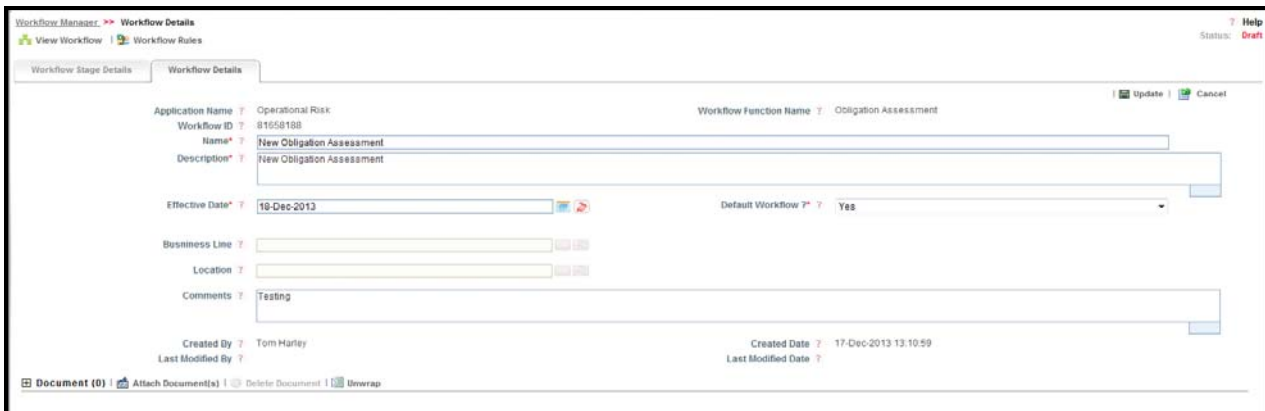 Workflow Manager >> Workflow Details
? Help
View Workflow | Workflow Rules
Status: Draft
Workflow Stage Details Workflow Details
| Update | Cancel
Application Name ? Operational Risk Workflow Function Name ? Obligation Assessment
Workflow ID ? 81658188
Name* ? New Obligation Assessment
Description* ? New Obligation Assessment
Effective Date* ? 18-Dec-2013 Default Workflow ?* ? Yes
Busniness Line ?
Location ?
Comments ? Testing
Created By ? Tom Harley Created Date ? 17-Dec-2013 13:10:59
Last Modified By ? Last Modified Date ?
Document (0) | Attach Document(s) | Delete Document | Unwrap